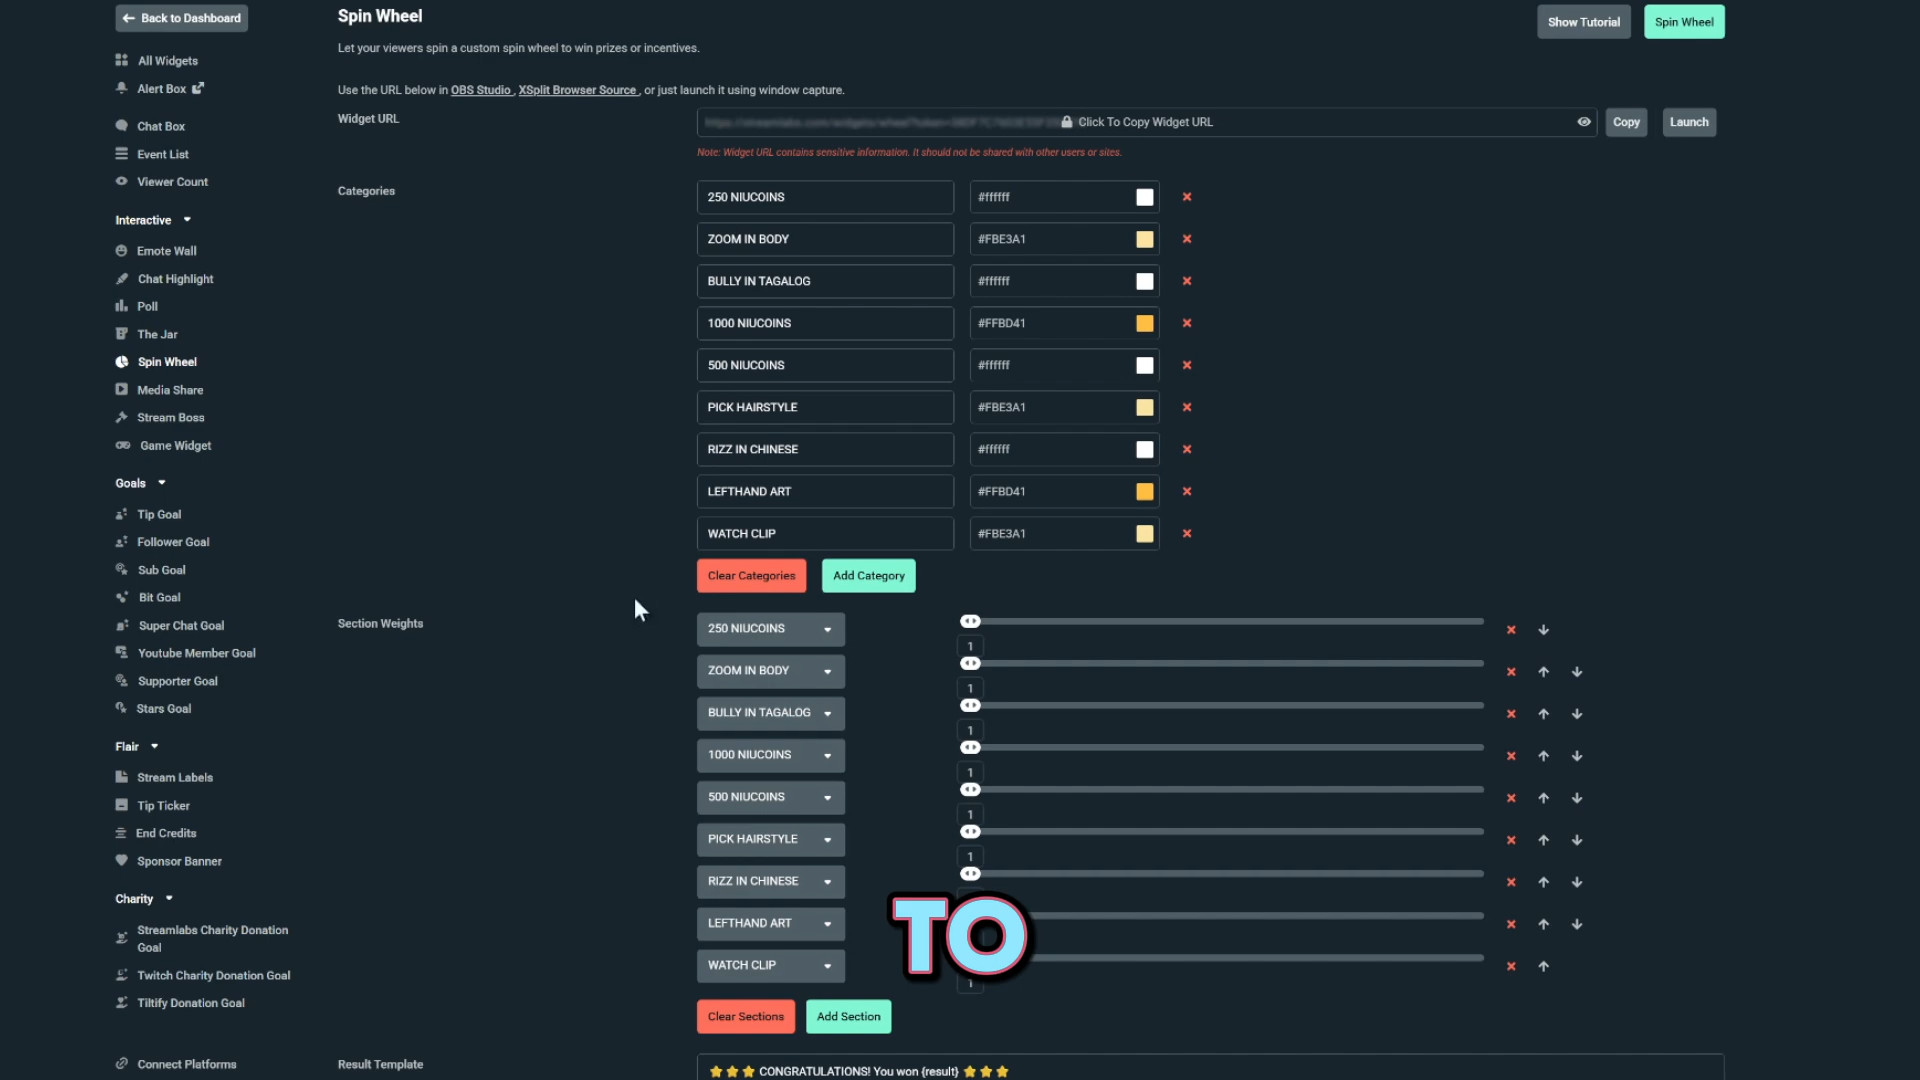 Back to Dashboard
All Widgets
Alert Box
Chat Box
Event List
Viewer Count
Interactive
Emote Wall
Chat Highlight
Poll
The Jar
Spin Wheel
Media Share
Stream Boss
Game Widget
Goals
Tip Goal
Follower Goal
Sub Goal
Bit Goal
Super Chat Goal
Youtube Member Goal
Supporter Goal
Stars Goal
Flair
Stream Labels
Tip Ticker
End Credits
Sponsor Banner
Charity
Streamlabs Charity Donation
Goal
Twitch Charity Donation Goal
Tiltify Donation Goal
Connect Platforms
Spin Wheel
Show Tutorial
Spin Wheel
Let your viewers spin a custom spin wheel to win prizes or incentives.
Use the URL below in OBS Studio , XSplit Browser Source , or just launch it using window capture.
Widget URL
Click To Copy Widget URL
Copy
Launch
Note: Widget URL contains sensitive information. It should not be shared with other users or sites.
Categories
250 NIUCOINS #ffffff
ZOOM IN BODY #FBE3A1
BULLY IN TAGALOG #ffffff
1000 NIUCOINS #FFBD41
500 NIUCOINS #ffffff
PICK HAIRSTYLE #FBE3A1
RIZZ IN CHINESE #ffffff
LEFTHAND ART #FFBD41
WATCH CLIP #FBE3A1
Clear Categories
Add Category
Section Weights
250 NIUCOINS
1
ZOOM IN BODY
1
BULLY IN TAGALOG
1
1000 NIUCOINS
1
500 NIUCOINS
1
PICK HAIRSTYLE
1
RIZZ IN CHINESE
LEFTHAND ART
TO
WATCH CLIP
1
Clear Sections
Add Section
Result Template
CONGRATULATIONS! You won {result}